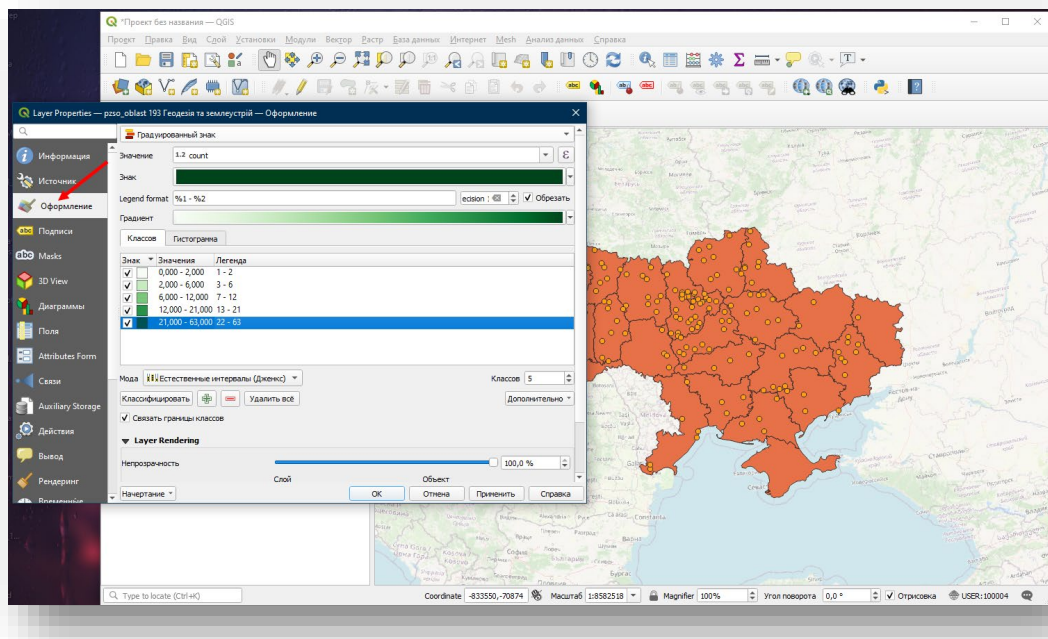 *Проект без названия — QGIS
Проект Правка Вид Слой Установки Модули Вектор Растр База данных Интернет Mesh Анализ данных Справка
Layer Properties — pzso_oblast 193 Геодезія та землеустрій — Оформление
Информация
Источник
Оформление
Подписи
Masks
3D View
Диаграммы
Поля
Attributes Form
Связи
Auxiliary Storage
Действия
Вывод
Рендеринг
Временные
Градуированный знак
Значение 1.2 count
Знак
Legend format %1 - %2 ecision : Обрезать
Градиент
Классов Гистограмма
Знак Значения Легенда
0,000 - 2,000 1 - 2
2,000 - 6,000 3 - 6
6,000 - 12,000 7 - 12
12,000 - 21,000 13 - 21
21,000 - 63,000 22 - 63
Мода Естественные интервалы (Дженкс) Классов 5
Классифицировать Удалить всё Дополнительно
Связать границы классов
Layer Rendering
Непрозрачность 100,0 %
Слой Объект
Начертание OK Отмена Применить Справка
Constanta
София
Бургас
Type to locate (Ctrl+K) Coordinate -833550,-70874 Масштаб 1:8582518 Magnifier 100% Угол поворота 0,0 ° Отрисовка USER:100004